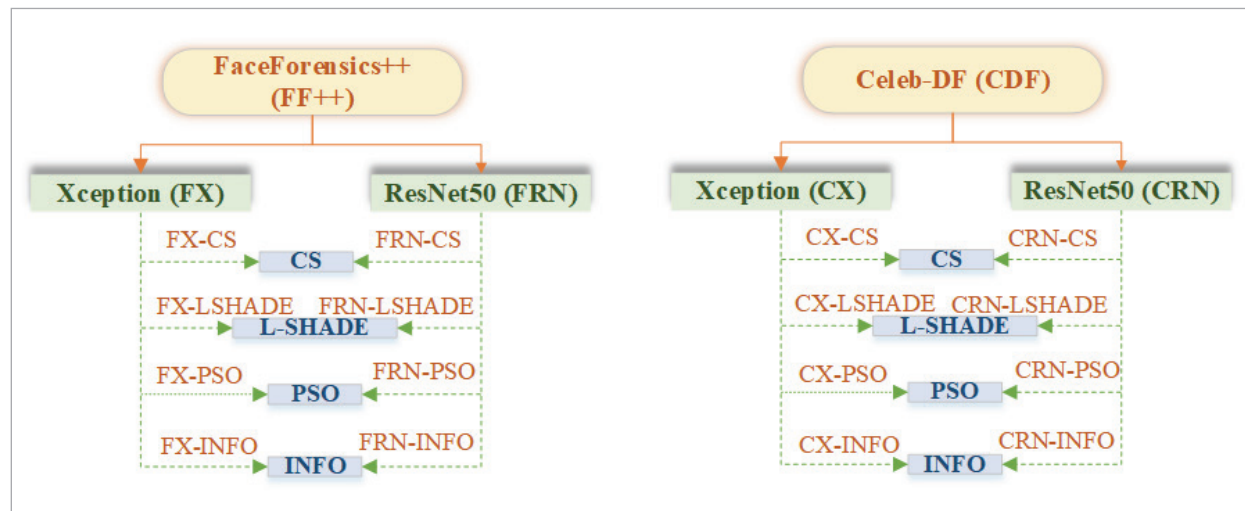 FaceForensics++
(FF++)
Xception (FX)
ResNet50 (FRN)
FX-CS
FRN-CS
CS
FX-LSHADE
FRN-LSHADE
L-SHADE
FX-PSO
FRN-PSO
PSO
FX-INFO
FRN-INFO
INFO
Celeb-DF (CDF)
Xception (CX)
ResNet50 (CRN)
CX-CS
CRN-CS
CS
CX-LSHADE
CRN-LSHADE
L-SHADE
CX-PSO
CRN-PSO
PSO
CX-INFO
CRN-INFO
INFO